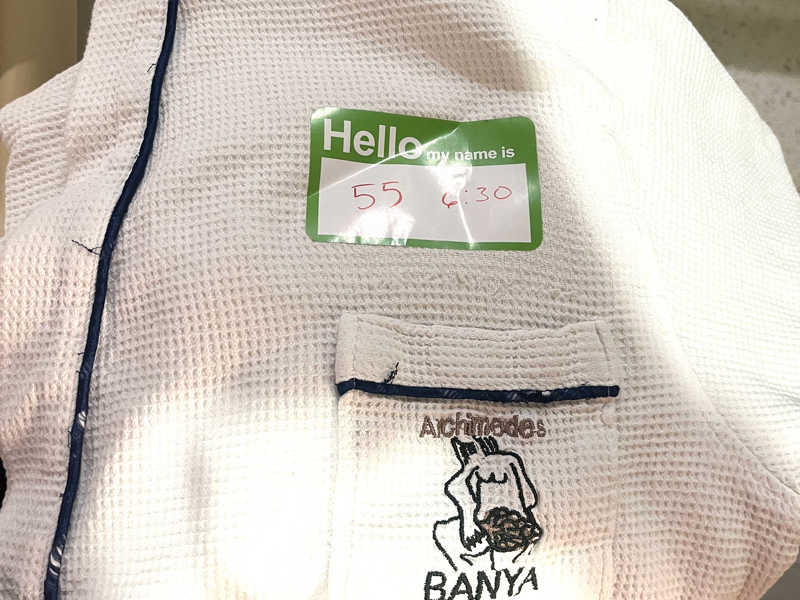 Hello my name is
55 6:30
Archimedes
BANYA